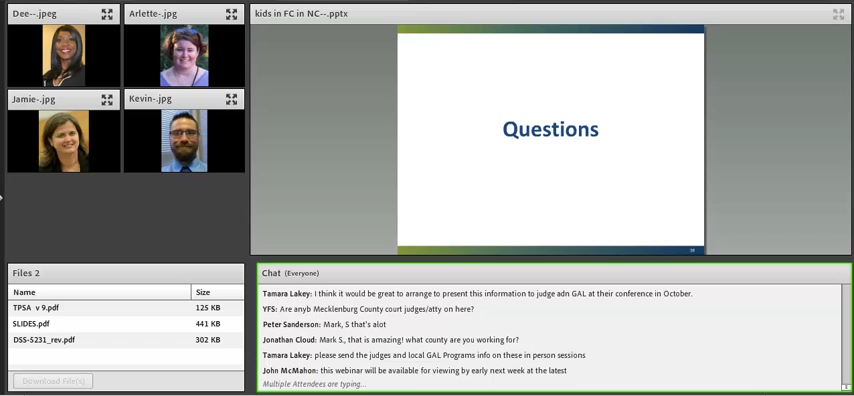 Dee--.jpeg
Arlette-.jpg
kids in FC in NC--.pptx
Jamie-.jpg
Kevin-.jpg
Questions
Files 2
Name Size
TPSA v 9.pdf 125 KB
SLIDES.pdf 441 KB
DSS-5231_rev.pdf 302 KB
Download File(s)
Chat (Everyone)
Tamara Lakey: I think it would be great to arrange to present this information to judge adn GAL at their conference in October.
YFS: Are anyb Mecklenburg County court judges/atty on here?
Peter Sanderson: Mark, S that's alot
Jonathan Cloud: Mark S., that is amazing! what county are you working for?
Tamara Lakey: please send the judges and local GAL Programs info on these in person sessions
John McMahon: this webinar will be available for viewing by early next week at the latest
Multiple Attendees are typing...